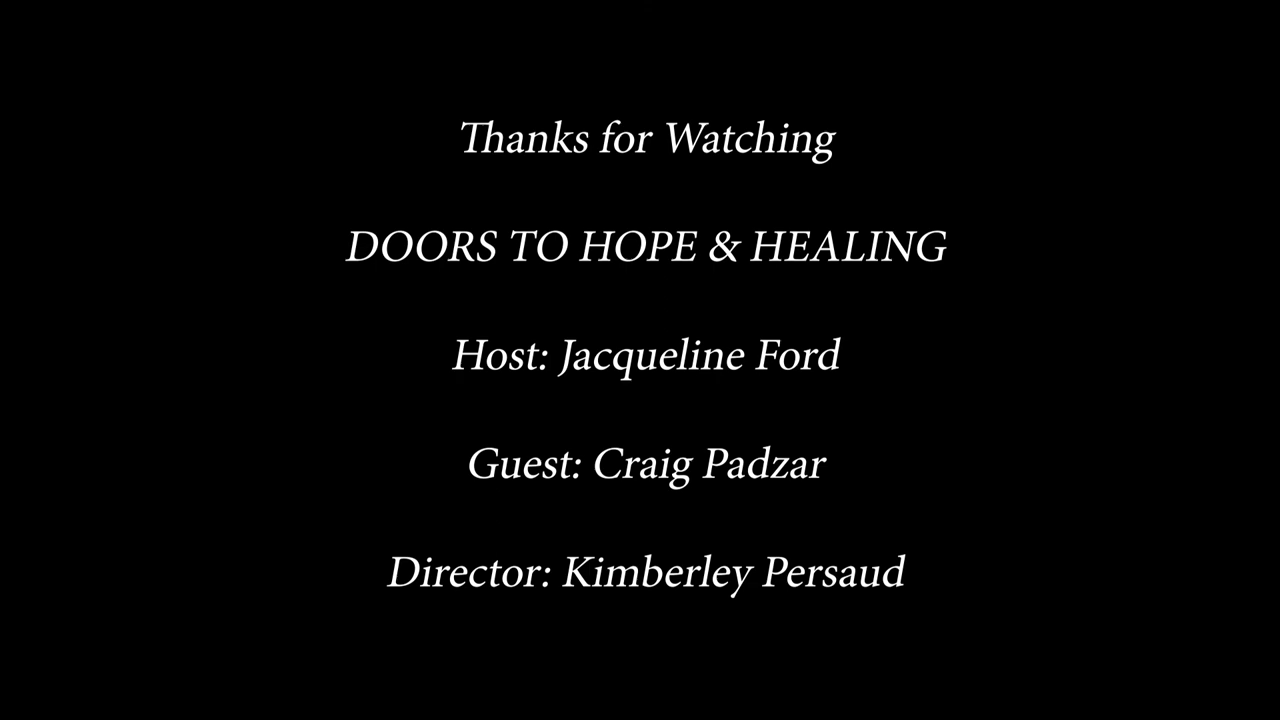 Thanks for Watching
DOORS TO HOPE & HEALING
Host: Jacqueline Ford
Guest: Craig Padzar
Director: Kimberley Persaud